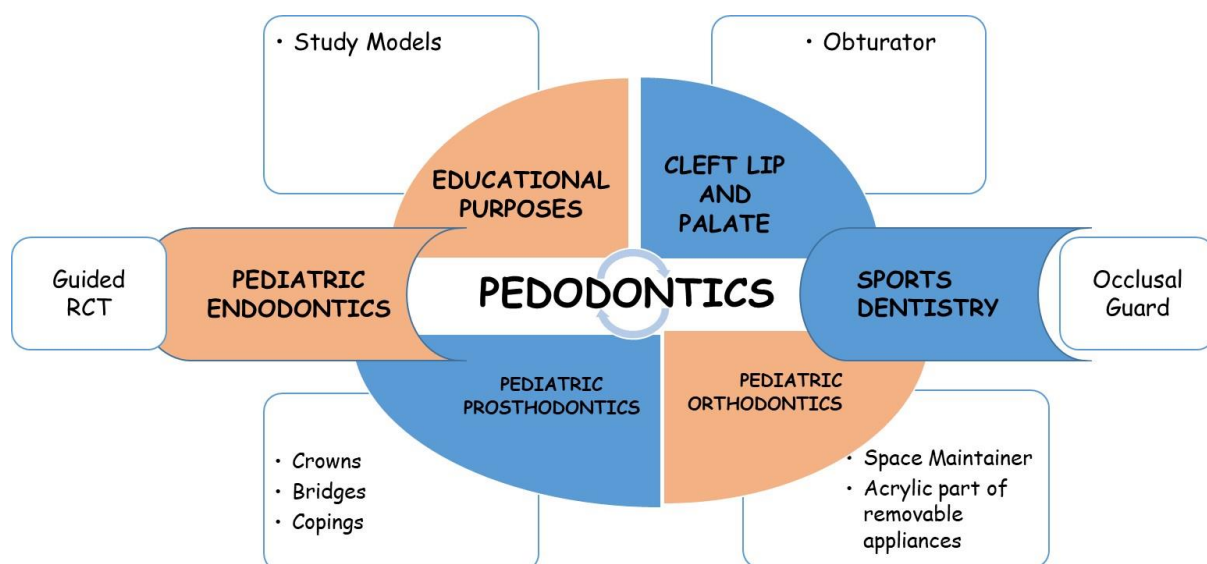 • Study Models
• Obturator
EDUCATIONAL
PURPOSES
CLEFT LIP
AND
PALATE
Guided
RCT
PEDIATRIC
ENDODONTICS
PEDODONTICS
SPORTS
DENTISTRY
Occlusal
Guard
PEDIATRIC
PROSTHODONTICS
PEDIATRIC
ORTHODONTICS
• Crowns
• Bridges
• Copings
• Space Maintainer
• Acrylic part of
removable
appliances